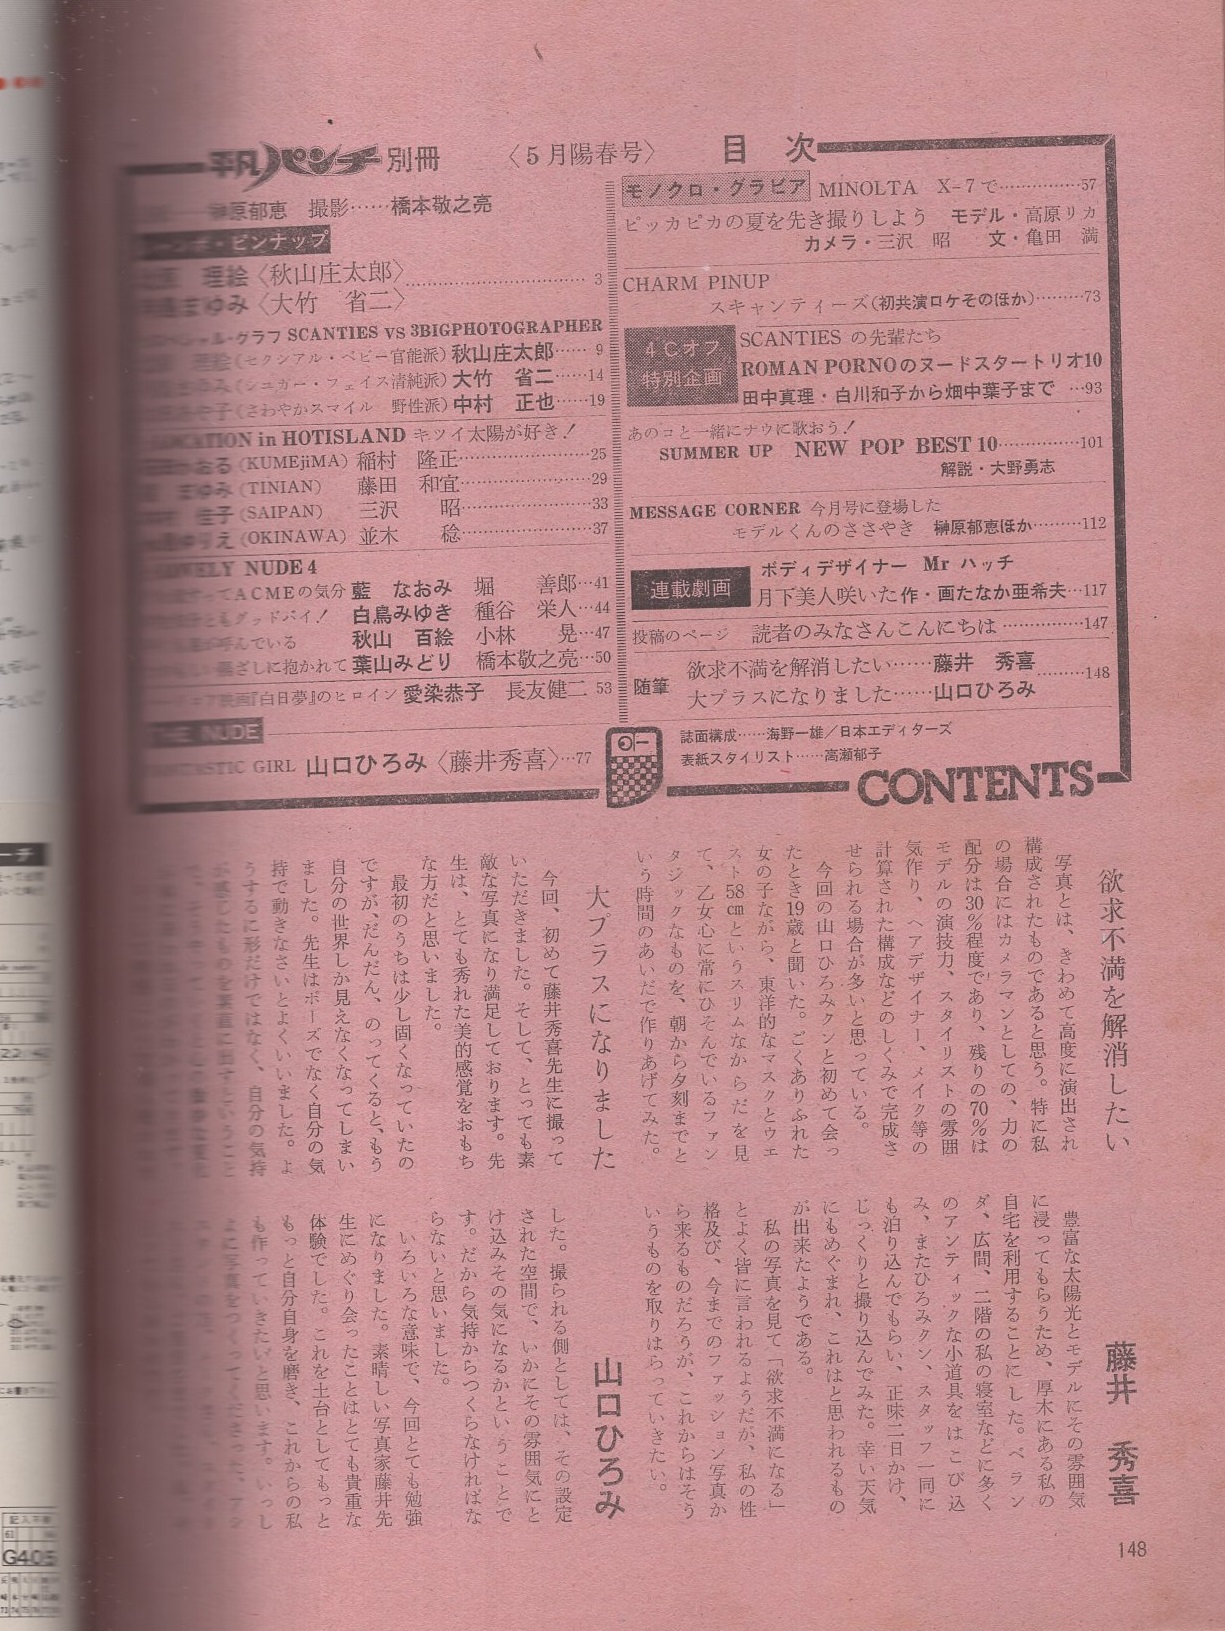 平凡パンチ別冊 〈5月陽春号〉 目次
榊原郁恵 撮影……橋本敬之亮
ピンナップ
理絵〈秋山庄太郎〉
まゆみ〈大竹 省二〉……3
グラフ SCANTIES VS 3BIGPHOTOGRAPHER
理絵(セクシアル・ベビー官能派)秋山庄太郎……9
まゆみ(シュガー・フェイス清純派)大竹 省二……14
や子(さわやかスマイル 野性派)中村 正也……19
LOCATION in HOTISLAND キツイ太陽が好き!
かおる(KUMEjiMA)稲村 隆正……25
まゆみ(TINIAN) 藤田 和宜……29
佳子(SAIPAN) 三沢 昭……33
ゆりえ(OKINAWA)並木 稔……37
LOVELY NUDE 4
ってACMEの気分 藍 なおみ 堀 善郎…41
ともグッドバイ! 白鳥みゆき 種谷 栄人…44
が呼んでいる 秋山 百絵 小林 晃…47
ざしに抱かれて 葉山みどり 橋本敬之亮…50
映画『白日夢』のヒロイン 愛染恭子 長友健二 53
THE NUDE
FANTASTIC GIRL 山口ひろみ〈藤井秀喜〉…77
モノクロ・グラビア MINOLTA X-7で……57
ピッカピカの夏を先き撮りしよう モデル・高原リカ
カメラ・三沢 昭 文・亀田 満
CHARM PINUP
スキャンティーズ(初共演ロケそのほか)……73
4Cオフ特別企画
SCANTIES の先輩たち
ROMAN PORNOのヌードスタートリオ10
田中真理・白川和子から畑中葉子まで…93
あのコと一緒にナウに歌おう!
SUMMER UP NEW POP BEST 10……101
解説・大野勇志
MESSAGE CORNER 今月号に登場した
モデルくんのささやき 榊原郁恵ほか……112
連載劇画
ボディデザイナー Mr ハッチ
月下美人咲いた 作・画たなか亜希夫…117
投稿のページ 読者のみなさんこんにちは……147
随筆
欲求不満を解消したい……藤井 秀喜
大プラスになりました……山口ひろみ……148
誌面構成……海野一雄/日本エディターズ
表紙スタイリスト……高瀬郁子
CONTENTS
欲求不満を解消したい
藤井 秀喜
写真とは、きわめて高度に演出され
構成されたものであると思う。特に私
の場合にはカメラマンとしての、力の
配分は30%程度であり、残りの70%は
モデルの演技力、スタイリストの雰囲
気作り、ヘアデザイナー、メイク等の
計算された構成などのしくみで完成さ
せられる場合が多いと思っている。
今回の山口ひろみクンと初めて会っ
たとき19歳と聞いた。ごくありふれた
女の子ながら、東洋的なマスクとウエ
スト58cmというスリムなからだを見
て、乙女心に常にひそんでいるファン
タジックなものを、朝から夕刻までと
いう時間のあいだで作りあげてみた。
豊富な太陽光とモデルにその雰囲気
に浸ってもらうため、厚木にある私の
自宅を利用することにした。ベラン
ダ、広間、二階の私の寝室などに多く
のアンティックな小道具をはこび込
み、またひろみクン、スタッフ一同に
も泊り込んでもらい、正味二日かけ、
じっくりと撮り込んでみた。幸い天気
にもめぐまれ、これはと思われるもの
が出来たようである。
私の写真を見て「欲求不満になる」
とよく皆に言われるようだが、私の性
格及び、今までのファッション写真か
ら来るものだろうが、これからはそう
いうものを取りはらっていきたい。
大プラスになりました
山口ひろみ
今回、初めて藤井秀喜先生に撮って
いただきました。そして、とっても素
敵な写真になり満足しております。先
生は、とても秀れた美的感覚をおもち
な方だと思いました。
最初のうちは少し固くなっていたの
ですが、だんだん、のってくると、もう
自分の世界しか見えなくなってしまい
ました。先生はポーズでなく自分の気
持で動きなさいとよくいいました。よ
うするに形だけではなく、自分の気持
が感じたものを素直に出すということ
した。撮られる側としては、その設定
された空間で、いかにその雰囲気にと
け込みその気になるかということで
す。だから気持からつくらなければな
らないと思いました。
いろいろな意味で、今回とても勉強
になりました。素晴しい写真家藤井先
生にめぐり会ったことはとても貴重な
体験でした。これを土台としてもっと
もっと自分自身を磨き、これからの私
も作っていきたいと思います。いっし
148
G405